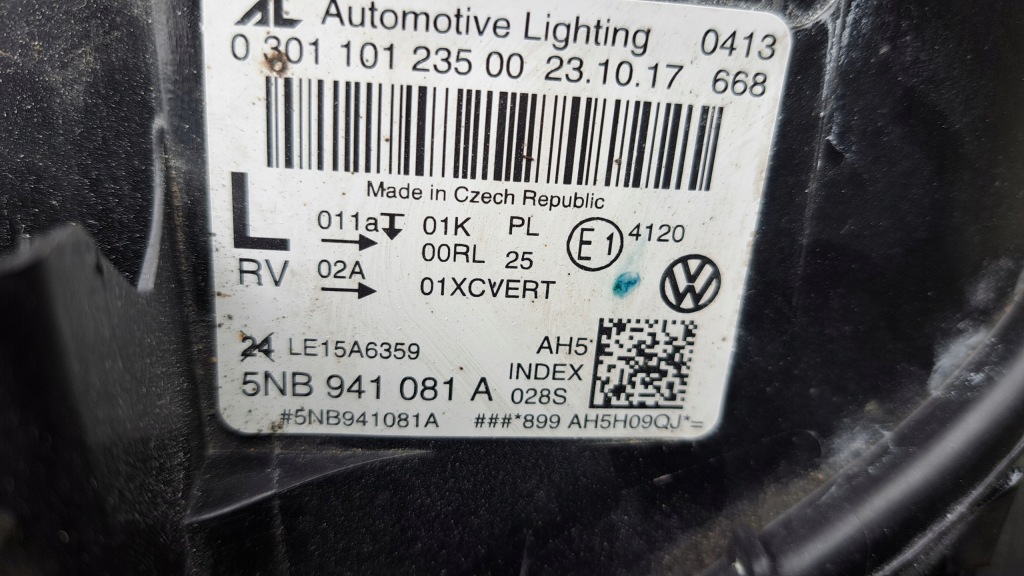 AL Automotive Lighting 0413
0 301 101 235 00 23.10.17 668
Made in Czech Republic
L 011a 01K PL E1 4120
00RL 25
RV 02A 01XCVERT
24 LE15A6359 AH5
INDEX
5NB 941 081 A 028S
#5NB941081A ###*899 AH5H09QJ*=